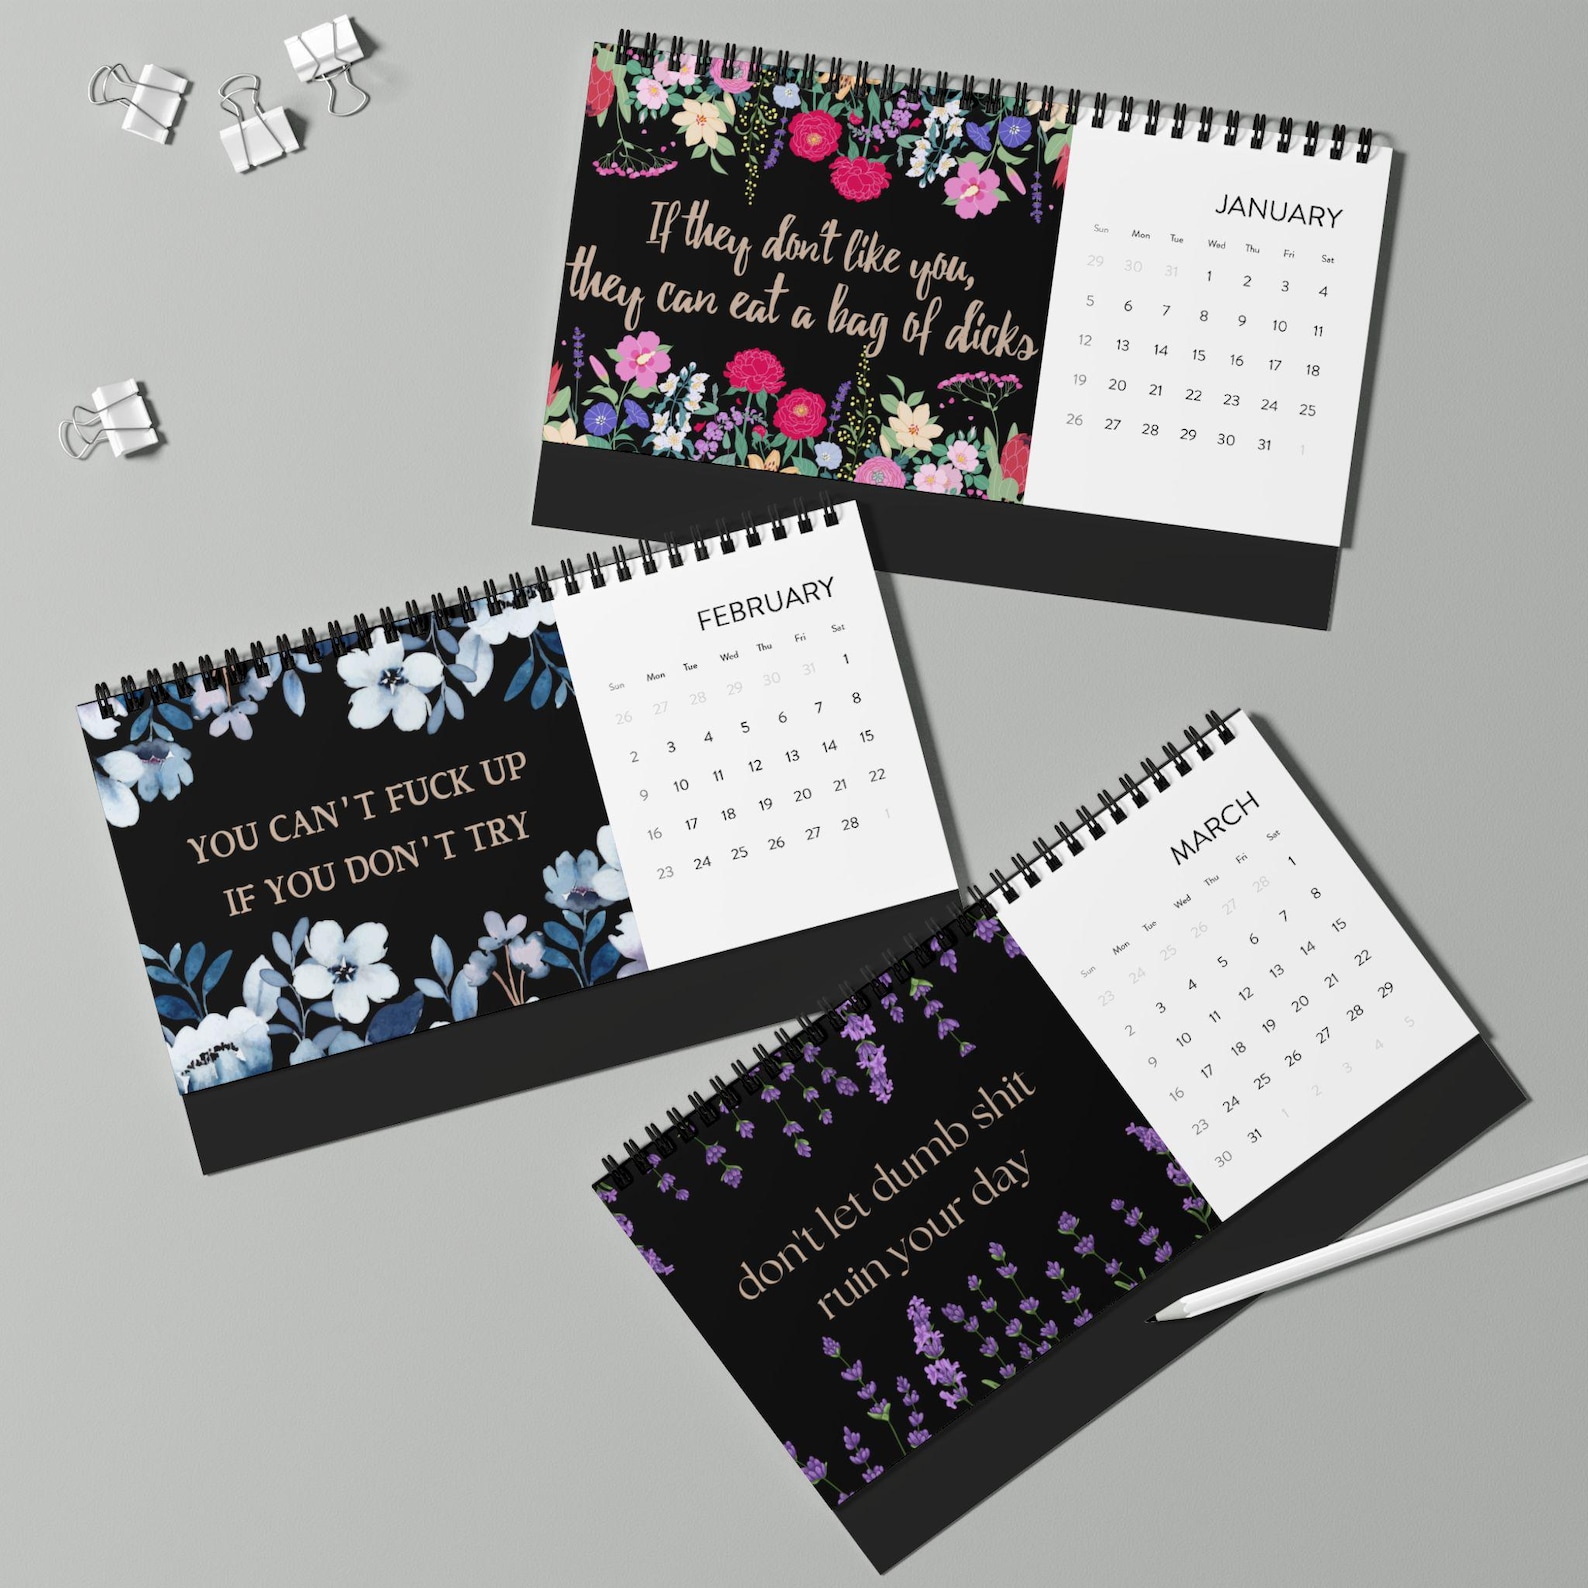 If they don't like you,
they can eat a bag of dicks
JANUARY
Sun Mon Tue Wed Thu Fri Sat
29 30 31 1 2 3 4
5 6 7 8 9 10 11
12 13 14 15 16 17 18
19 20 21 22 23 24 25
26 27 28 29 30 31 1
YOU CAN'T FUCK UP
IF YOU DON'T TRY
FEBRUARY
Sun Mon Tue Wed Thu Fri Sat
26 27 28 29 30 31 1
2 3 4 5 6 7 8
9 10 11 12 13 14 15
16 17 18 19 20 21 22
23 24 25 26 27 28 1
don't let dumb shit
ruin your day
MARCH
Sun Mon Tue Wed Thu Fri Sat
23 24 25 26 27 28 1
2 3 4 5 6 7 8
9 10 11 12 13 14 15
16 17 18 19 20 21 22
23 24 25 26 27 28 29
30 31 1 2 3 4 5